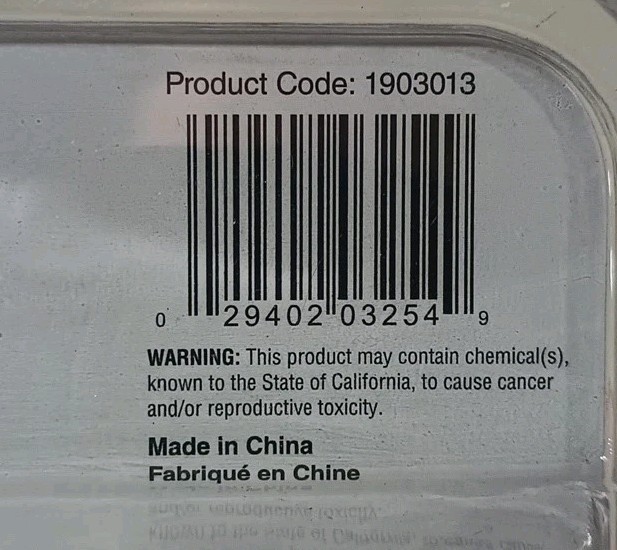 Product Code: 1903013
0 29402 03254 9
WARNING: This product may contain chemical(s),
known to the State of California, to cause cancer
and/or reproductive toxicity.
Made in China
Fabriqué en Chine